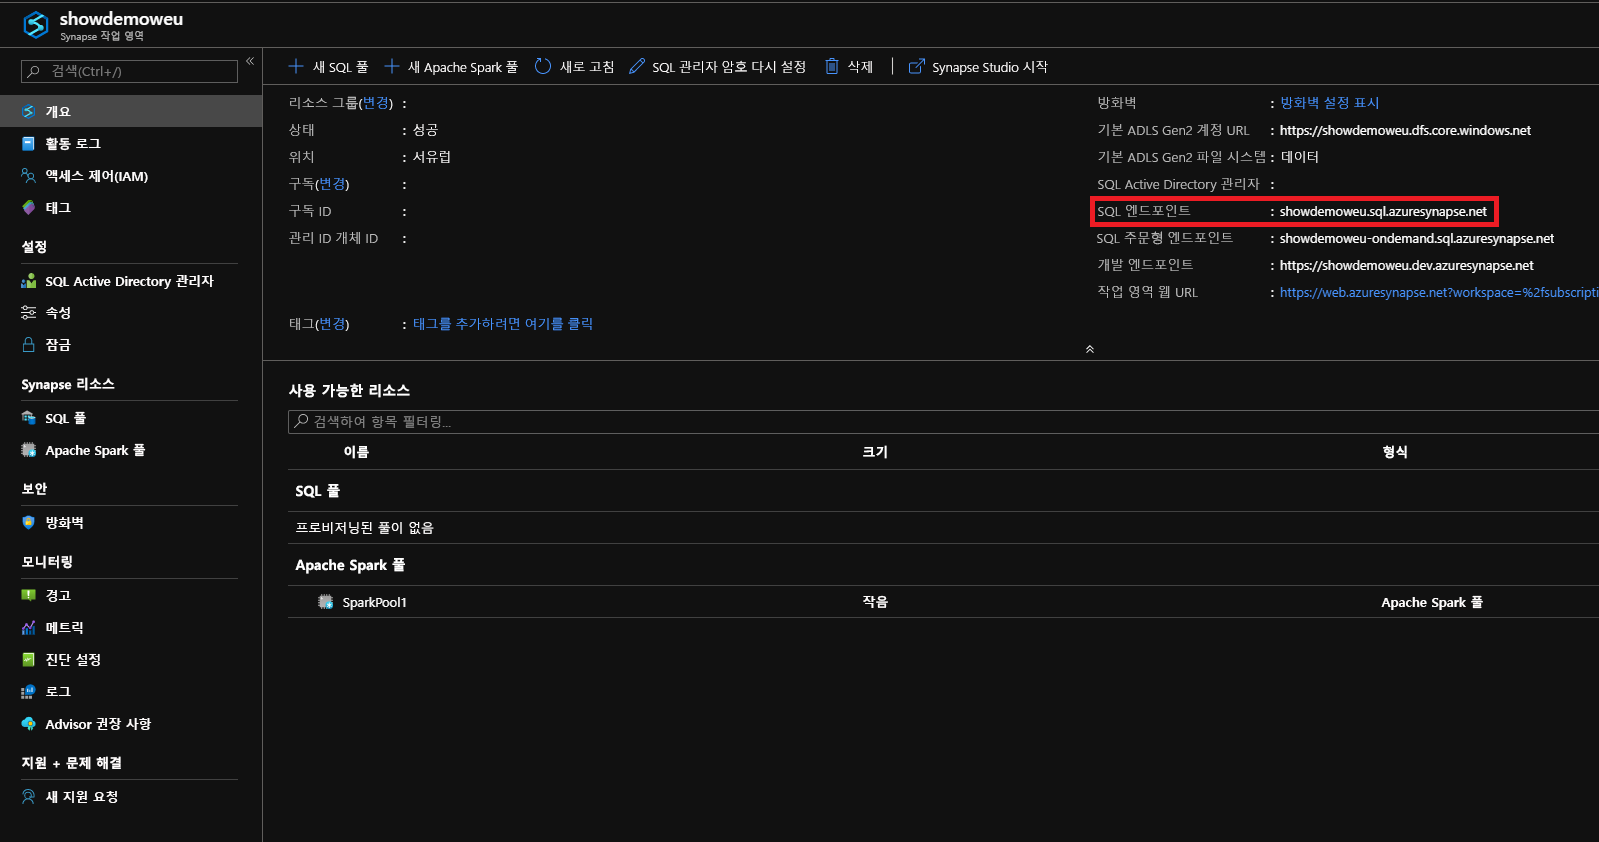 showdemoweu
Synapse 작업 영역
검색(Ctrl+/)
«
개요
활동 로그
액세스 제어(IAM)
태그
설정
SQL Active Directory 관리자
속성
잠금
Synapse 리소스
SQL 풀
Apache Spark 풀
보안
방화벽
모니터링
경고
메트릭
진단 설정
로그
Advisor 권장 사항
지원 + 문제 해결
새 지원 요청
새 SQL 풀 새 Apache Spark 풀 새로 고침 SQL 관리자 암호 다시 설정 삭제 Synapse Studio 시작
리소스 그룹(변경) :
상태 : 성공
위치 : 서유럽
구독(변경) :
구독 ID :
관리 ID 개체 ID :
태그(변경) : 태그를 추가하려면 여기를 클릭
방화벽 : 방화벽 설정 표시
기본 ADLS Gen2 계정 URL : https://showdemoweu.dfs.core.windows.net
기본 ADLS Gen2 파일 시스템 : 데이터
SQL Active Directory 관리자 :
SQL 엔드포인트 : showdemoweu.sql.azuresynapse.net
SQL 주문형 엔드포인트 : showdemoweu-ondemand.sql.azuresynapse.net
개발 엔드포인트 : https://showdemoweu.dev.azuresynapse.net
작업 영역 웹 URL : https://web.azuresynapse.net?workspace=%2fsubscripti
사용 가능한 리소스
검색하여 항목 필터링...
이름 크기 형식
SQL 풀
프로비저닝된 풀이 없음
Apache Spark 풀
SparkPool1 작음 Apache Spark 풀